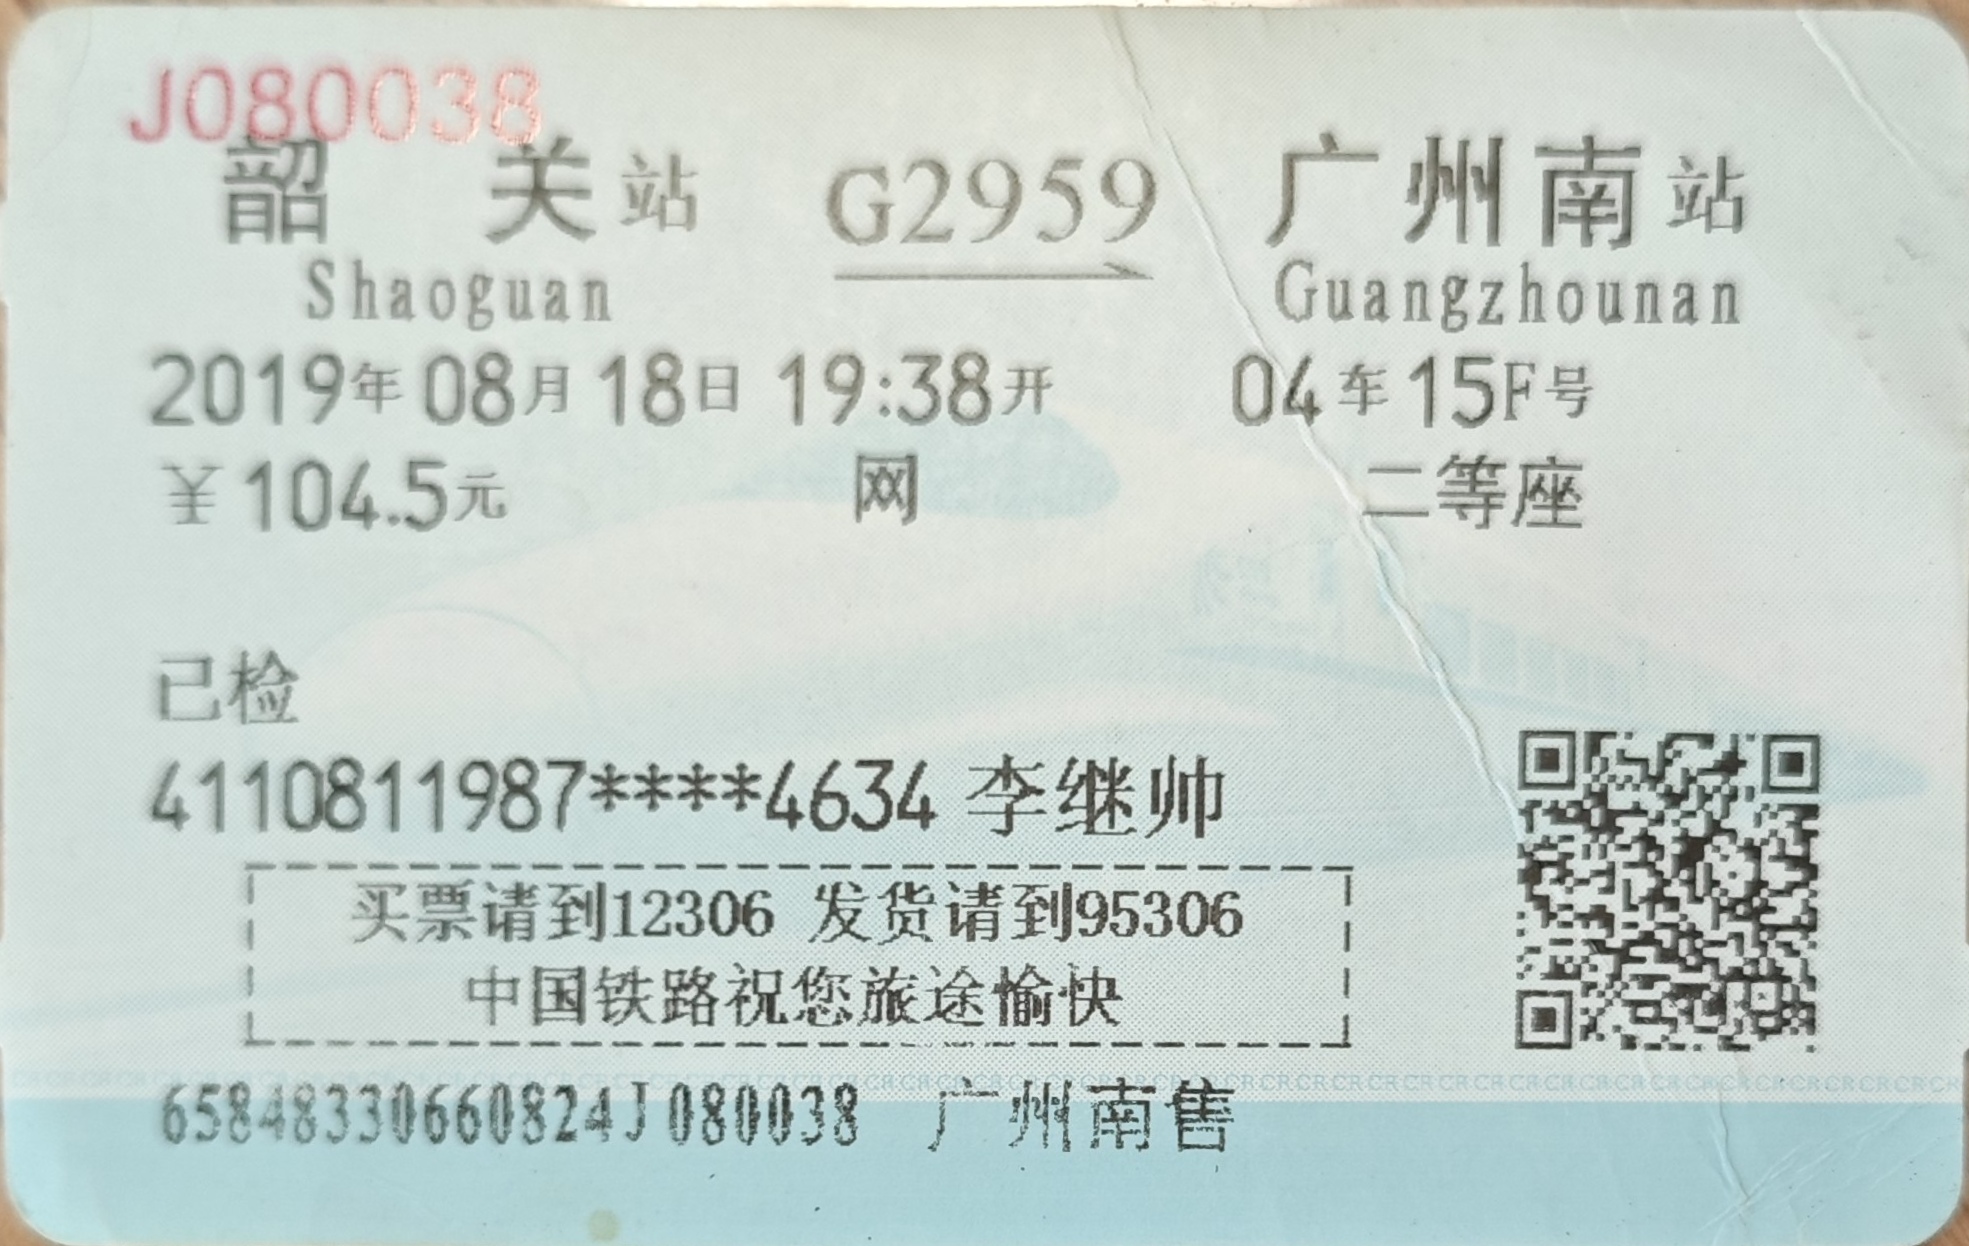 J080038
韶关站 G2959 广州南站
Shaoguan Guangzhounan
2019年08月18日 19:38开 04车15F号
¥104.5元 网 二等座
已检
4110811987****4634 李继帅
买票请到12306 发货请到95306
中国铁路祝您旅途愉快
CRCRCRCRCRCRCRCRCRCRCRCRCRCRCRCRCRCRCRCRCRCRCRCRCRCR
65848330660824J080038 广州南售